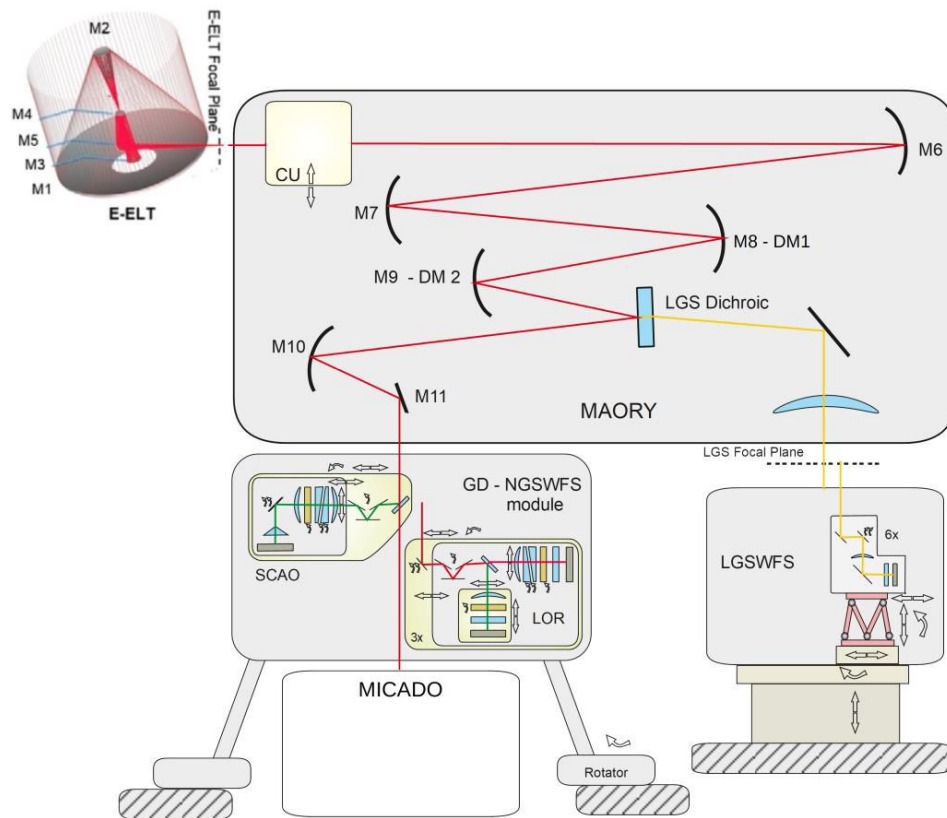 M2
E-ELT Focal Plane
M4
M5
M3
M1
E-ELT
CU
M6
M7
M8 - DM1
M9 - DM 2
LGS Dichroic
M10
M11
MAORY
LGS Focal Plane
GD - NGSWFS
module
SCAO
LOR
3x
6x
LGSWFS
MICADO
Rotator